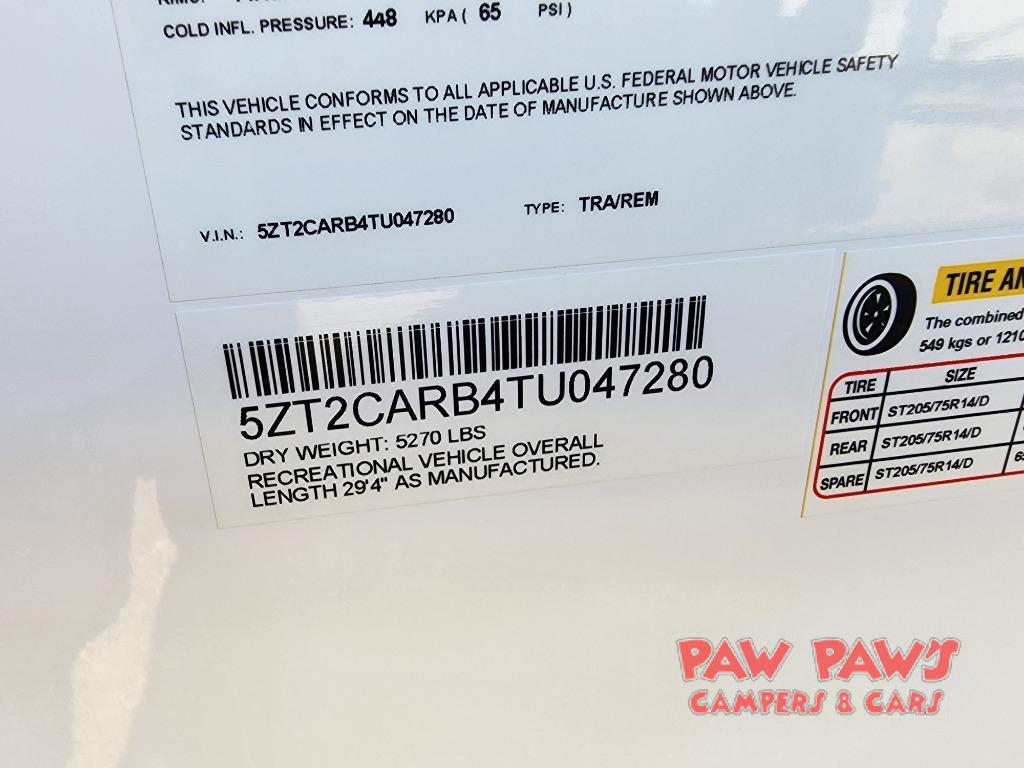 COLD INFL. PRESSURE: 448 KPA ( 65 PSI )
THIS VEHICLE CONFORMS TO ALL APPLICABLE U.S. FEDERAL MOTOR VEHICLE SAFETY
STANDARDS IN EFFECT ON THE DATE OF MANUFACTURE SHOWN ABOVE.
V.I.N.: 5ZT2CARB4TU047280 TYPE: TRA/REM
5ZT2CARB4TU047280
DRY WEIGHT: 5270 LBS
RECREATIONAL VEHICLE OVERALL
LENGTH 29'4" AS MANUFACTURED.
TIRE
The combined
549 kgs or 1210
TIRE SIZE
FRONT ST205/75R14/D
REAR ST205/75R14/D
SPARE ST205/75R14/D
PAW PAW'S
CAMPERS & CARS